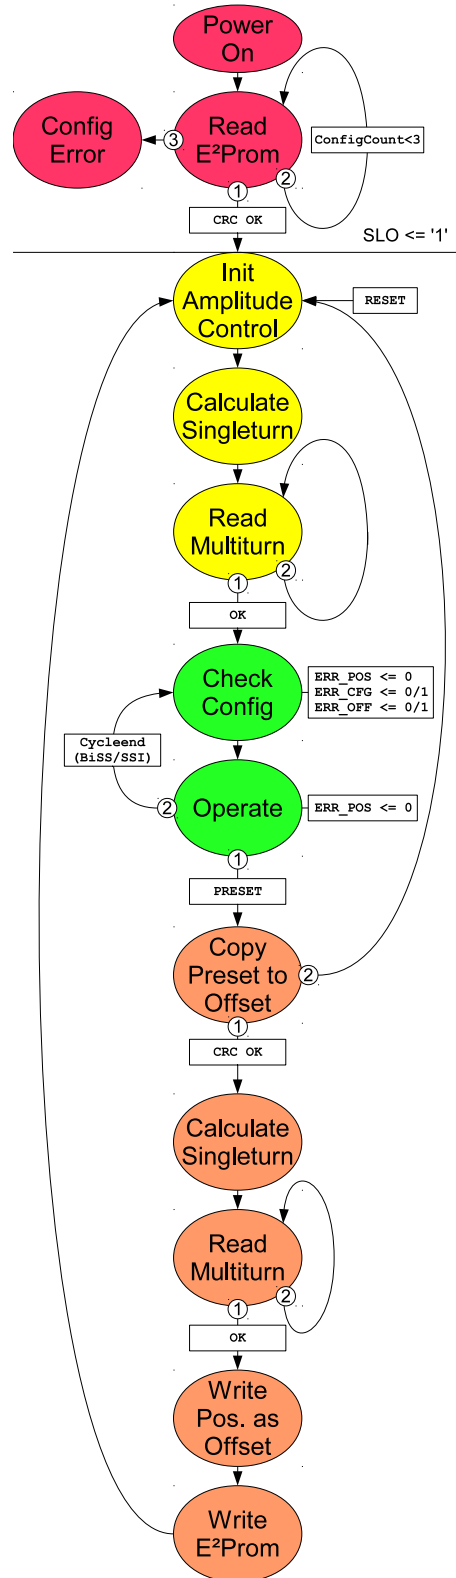 Power
On
Config
Error
3
Read
E²Prom
ConfigCount<3
1
2
CRC OK
SLO <= '1'
Init
Amplitude
Control
RESET
Calculate
Singleturn
Read
Multiturn
1
2
OK
Check
Config
ERR_POS <= 0
ERR_CFG <= 0/1
ERR_OFF <= 0/1
Cycleend
(BiSS/SSI)
2
Operate
ERR_POS <= 0
1
PRESET
Copy
Preset to
Offset
2
1
CRC OK
Calculate
Singleturn
Read
Multiturn
2
1
OK
Write
Pos. as
Offset
Write
E²Prom